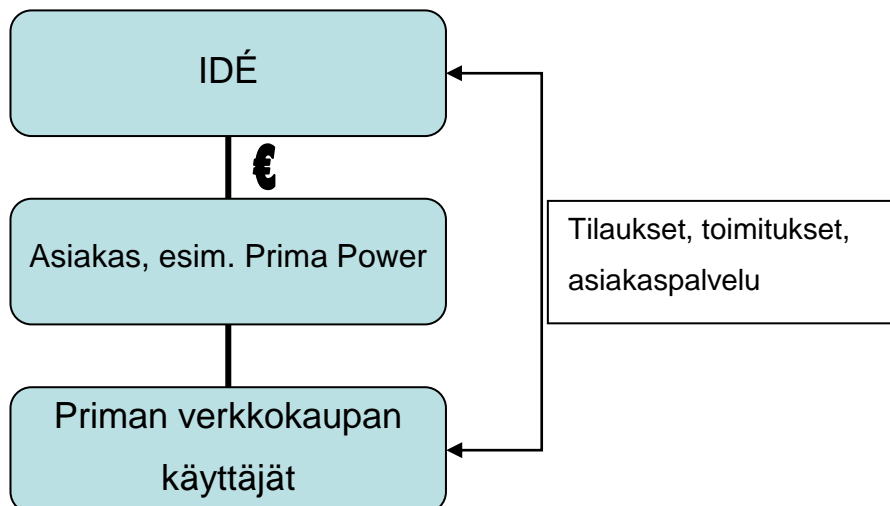 IDÉ
€
Asiakas, esim. Prima Power
Tilaukset, toimitukset,
asiakaspalvelu
Priman verkkokaupan
käyttäjät